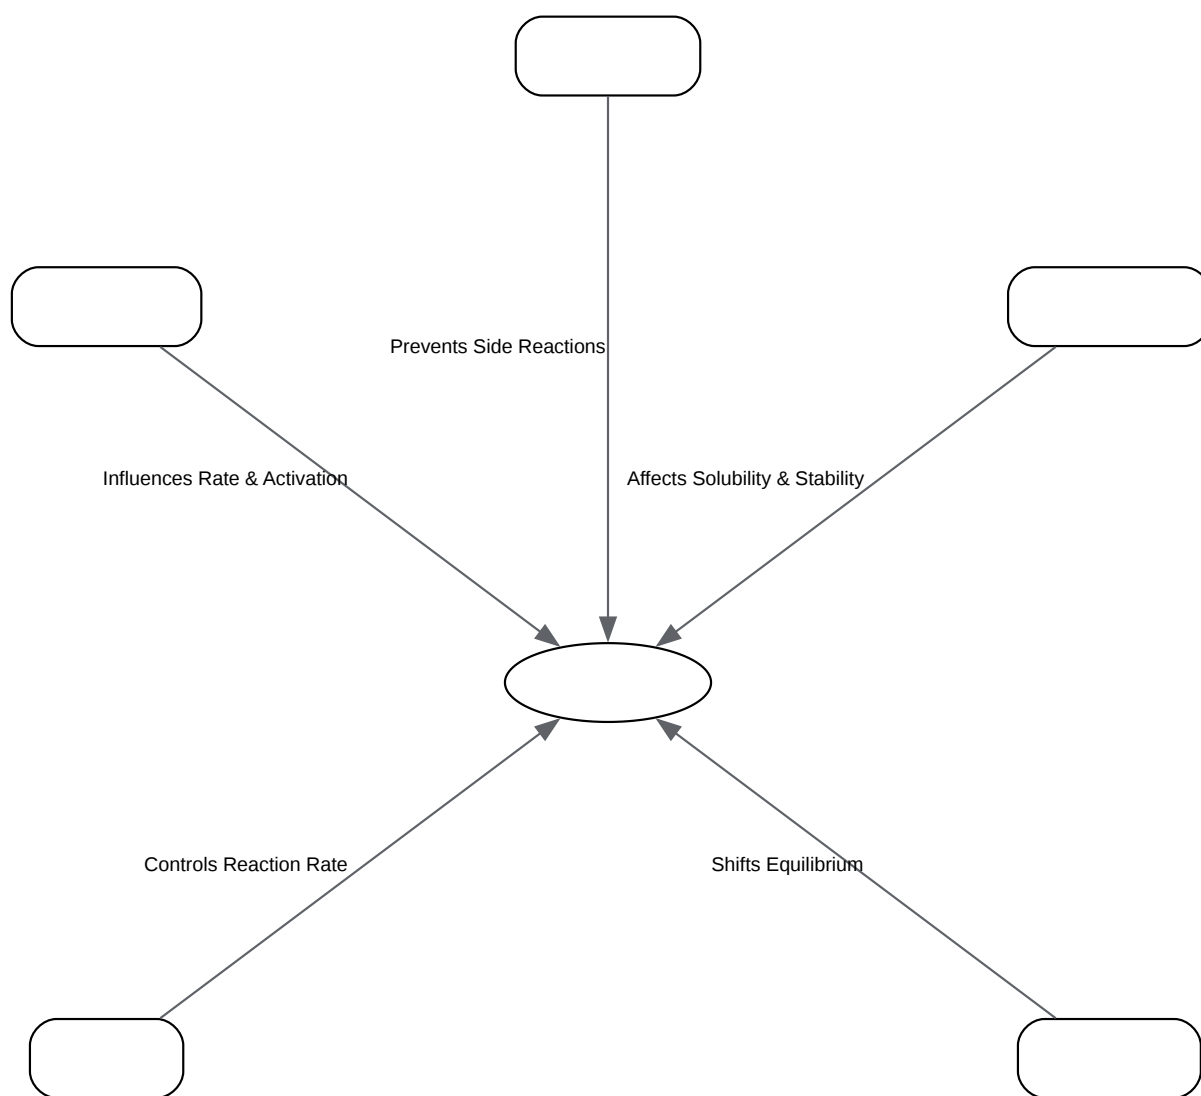 Prevents Side Reactions
Influences Rate & Activation
Affects Solubility & Stability
Controls Reaction Rate
Shifts Equilibrium